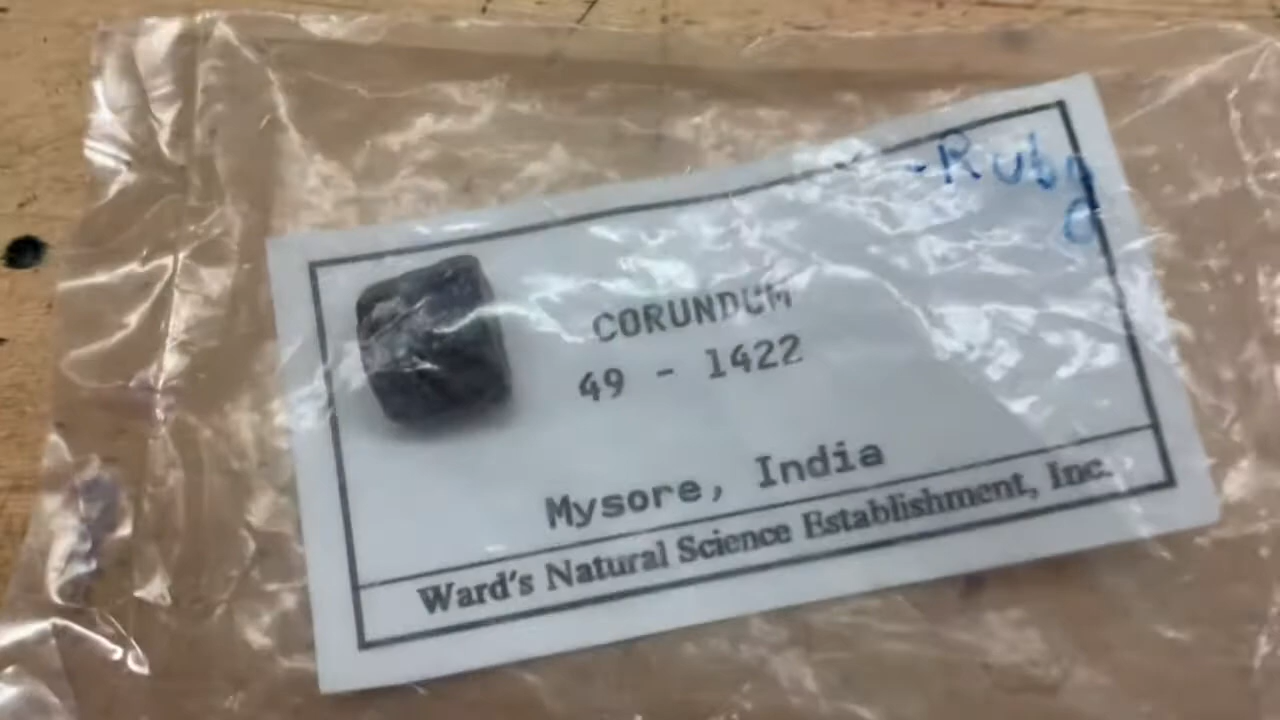 -Ruby
CORUNDUM
49 - 1422
Mysore, India
Ward's Natural Science Establishment, Inc.